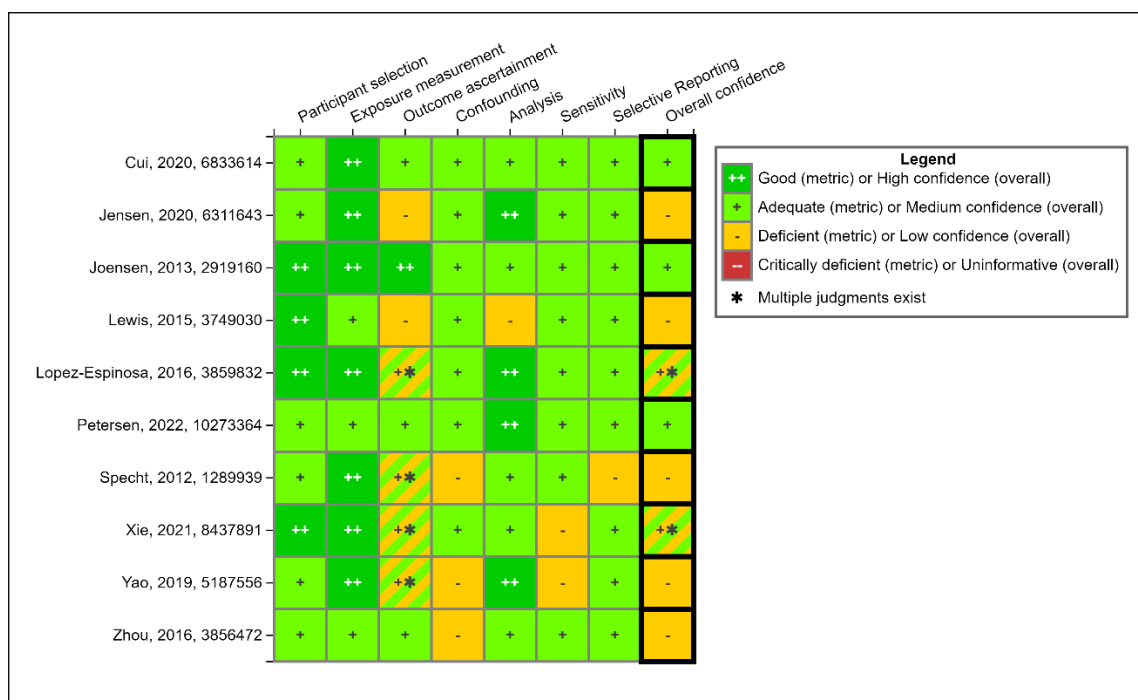 Participant selection
Exposure measurement
Outcome ascertainment
Confounding
Analysis
Sensitivity
Selective Reporting
Overall confidence
Cui, 2020, 6833614 + ++ + + + + + +
Jensen, 2020, 6311643 + ++ - + ++ + + -
Joensen, 2013, 2919160 ++ ++ ++ + + + + +
Lewis, 2015, 3749030 ++ + - + - + + -
Lopez-Espinosa, 2016, 3859832 ++ ++ +✱ + ++ + + +✱
Petersen, 2022, 10273364 + + + + ++ + + +
Specht, 2012, 1289939 + ++ +✱ - + + - -
Xie, 2021, 8437891 ++ ++ +✱ + + - + +✱
Yao, 2019, 5187556 + ++ +✱ - ++ - + -
Zhou, 2016, 3856472 + + + - + + + -
Legend
++ Good (metric) or High confidence (overall)
+ Adequate (metric) or Medium confidence (overall)
- Deficient (metric) or Low confidence (overall)
-- Critically deficient (metric) or Uninformative (overall)
✱ Multiple judgments exist